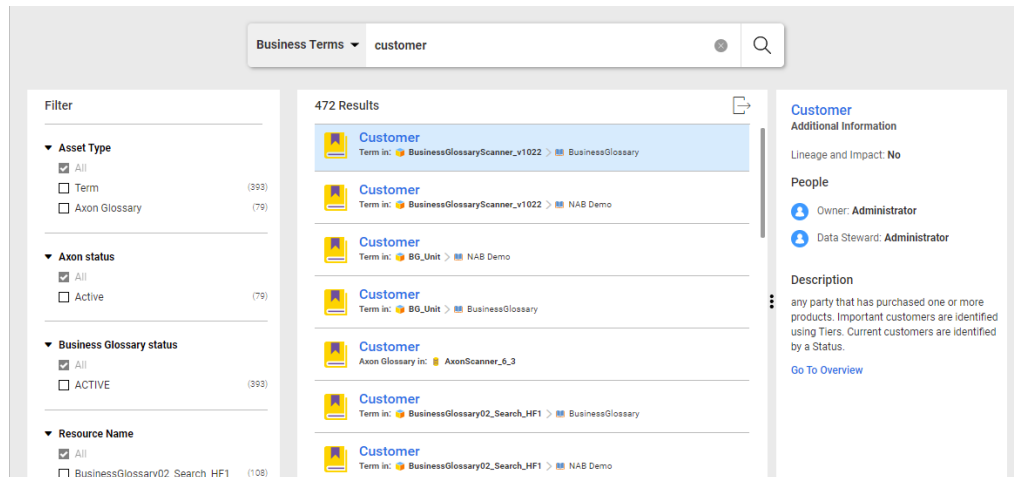 Business Terms customer
Filter
Asset Type
All
Term (393)
Axon Glossary (79)
Axon status
All
Active (79)
Business Glossary status
All
ACTIVE (393)
Resource Name
All
BusinessGlossary02_Search_HF1 (108)
472 Results
Customer
Term in: BusinessGlossaryScanner_v1022 > BusinessGlossary
Customer
Term in: BusinessGlossaryScanner_v1022 > NAB Demo
Customer
Term in: BG_Unit > NAB Demo
Customer
Term in: BG_Unit > BusinessGlossary
Customer
Axon Glossary in: AxonScanner_6_3
Customer
Term in: BusinessGlossary02_Search_HF1 > BusinessGlossary
Customer
Term in: BusinessGlossary02_Search_HF1 > NAB Demo
Customer
Additional Information
Lineage and Impact: No
People
Owner: Administrator
Data Steward: Administrator
Description
any party that has purchased one or more
products. Important customers are identified
using Tiers. Current customers are identified
by a Status.
Go To Overview